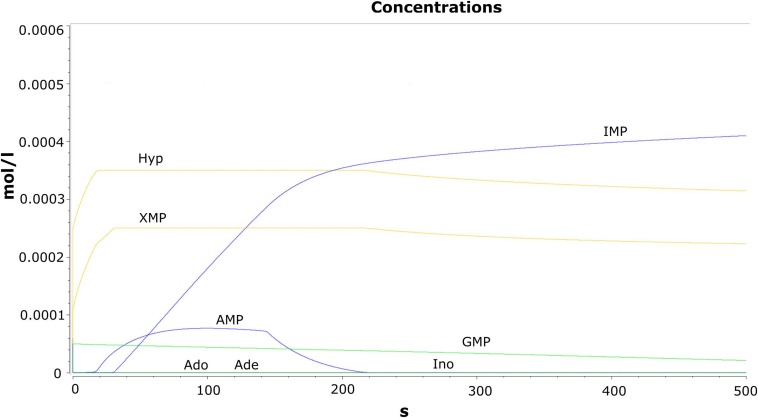 Concentrations
0.0006
0.0005
0.0004
0.0003
0.0002
0.0001
0
mol/l
IMP
Hyp
XMP
AMP
GMP
Ado Ade Ino
0 100 200 300 400 500
s